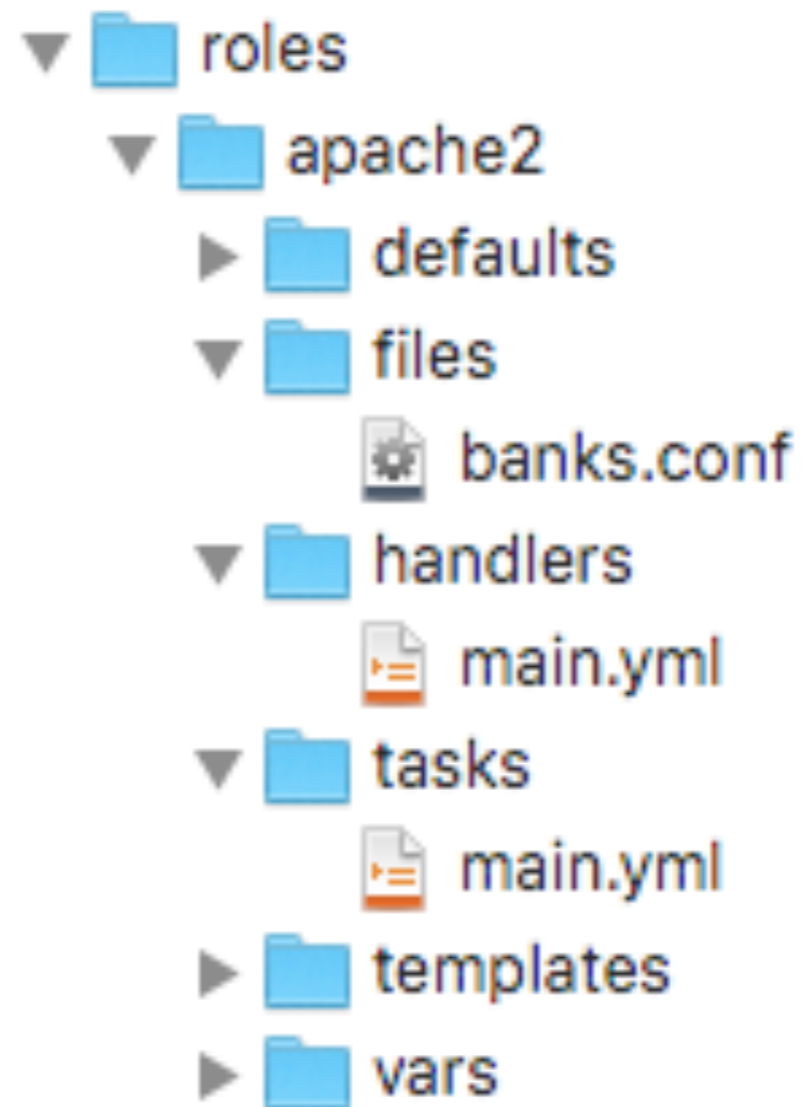 roles
apache2
defaults
files
banks.conf
handlers
main.yml
tasks
main.yml
templates
vars